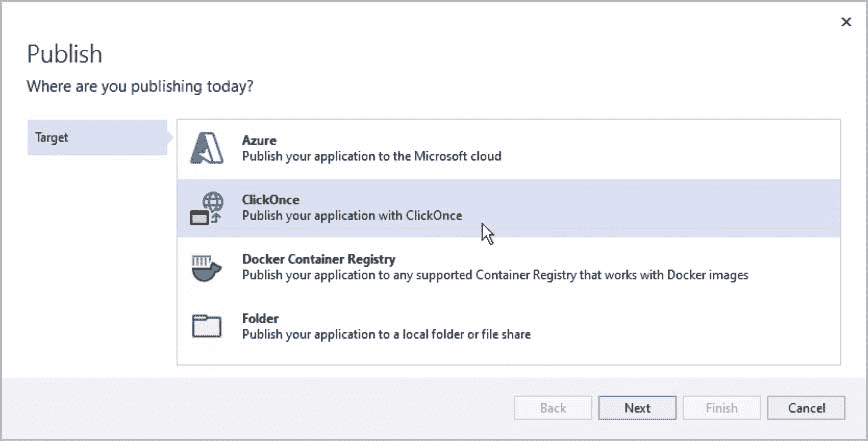 Publish
Where are you publishing today?
Target
Azure
Publish your application to the Microsoft cloud
ClickOnce
Publish your application with ClickOnce
Docker Container Registry
Publish your application to any supported Container Registry that works with Docker images
Folder
Publish your application to a local folder or file share
Back
Next
Finish
Cancel